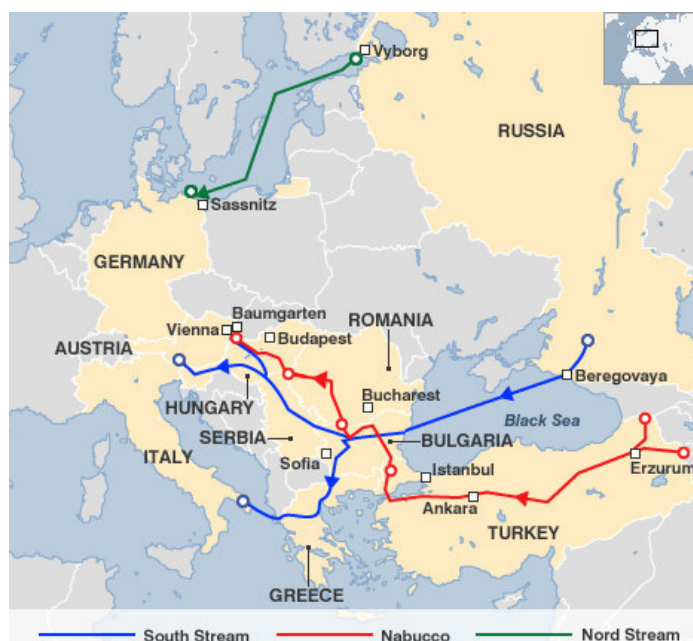 Vyborg
RUSSIA
Sassnitz
GERMANY
Baumgarten
Vienna
Budapest
ROMANIA
AUSTRIA
Beregovaya
HUNGARY
Bucharest
Black Sea
SERBIA
BULGARIA
ITALY
Sofia
Istanbul
Erzurum
Ankara
TURKEY
GREECE
South Stream Nabucco Nord Stream